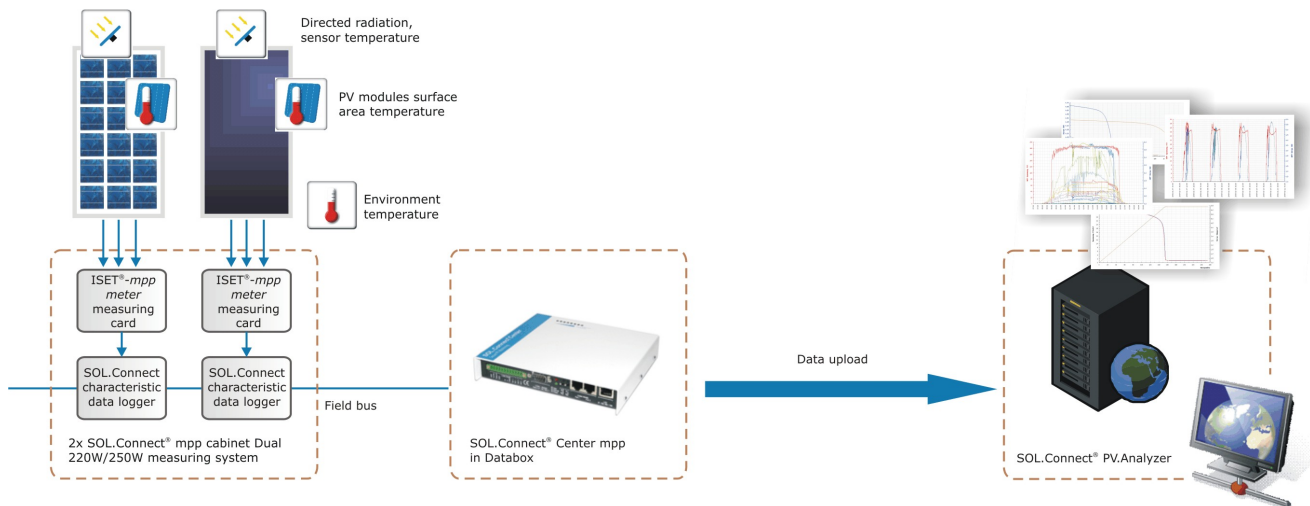 Directed radiation,
sensor temperature
PV modules surface
area temperature
Environment
temperature
ISET®-mpp
meter
measuring
card
ISET®-mpp
meter
measuring
card
SOL.Connect
characteristic
data logger
SOL.Connect
characteristic
data logger
Field bus
2x SOL.Connect® mpp cabinet Dual
220W/250W measuring system
SOL.Connect® Center mpp
in Databox
Data upload
SOL.Connect® PV.Analyzer